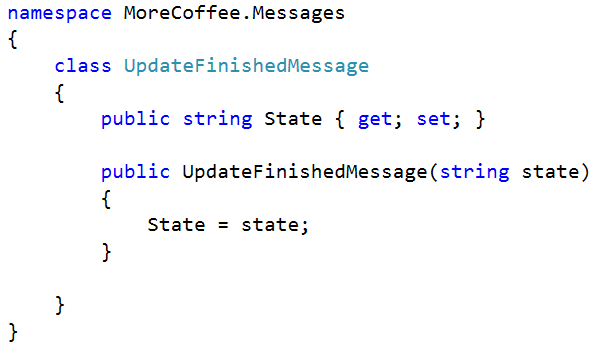 namespace MoreCoffee.Messages
{
    class UpdateFinishedMessage
    {
        public string State { get; set; }

        public UpdateFinishedMessage(string state)
        {
            State = state;
        }

    }
}